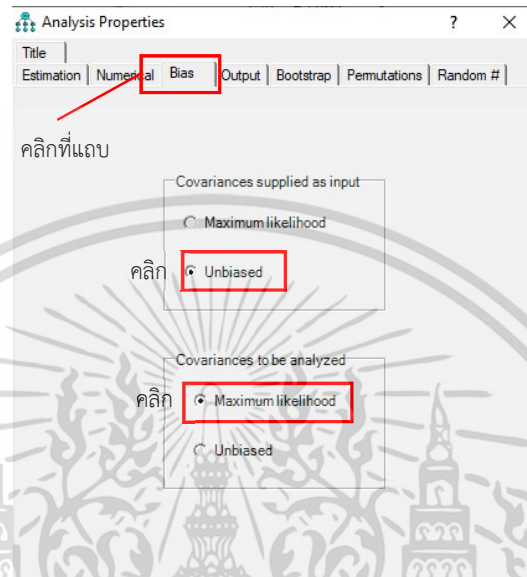 Analysis Properties ? ×
Title
Estimation Numerical Bias Output Bootstrap Permutations Random #
คลิกที่แถบ
Covariances supplied as input
Maximum likelihood
คลิก Unbiased
Covariances to be analyzed
คลิก Maximum likelihood
Unbiased